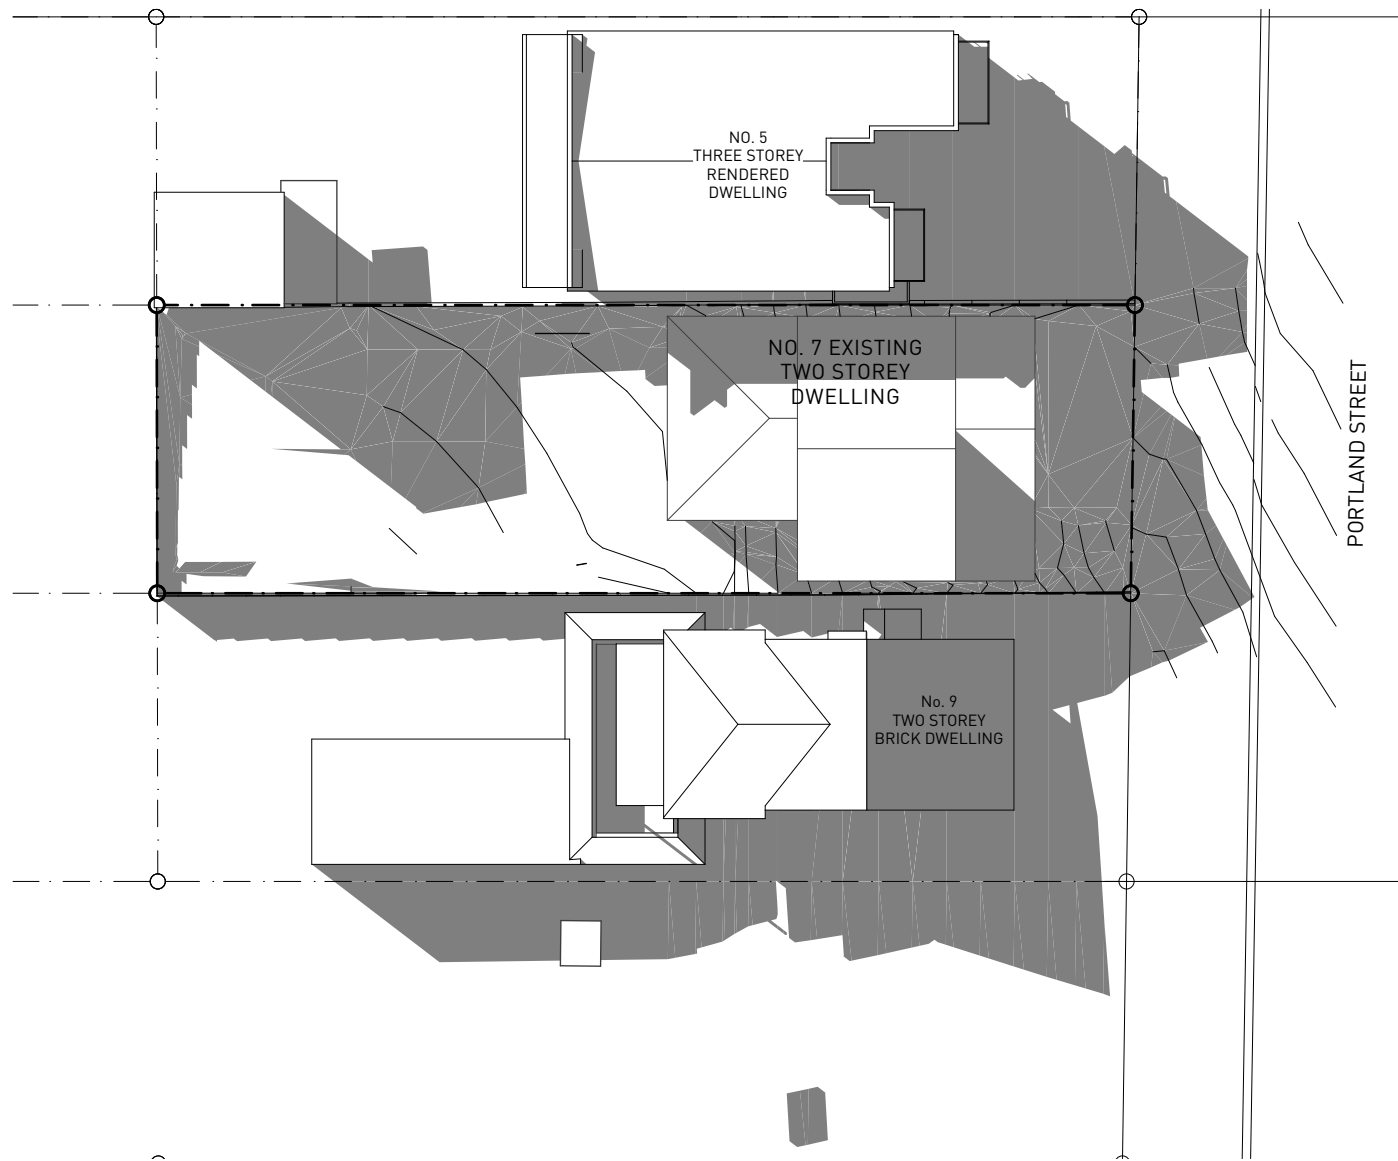 NO. 5
THREE STOREY
RENDERED
DWELLING
NO. 7 EXISTING
TWO STOREY
DWELLING
PORTLAND STREET
No. 9
TWO STOREY
BRICK DWELLING